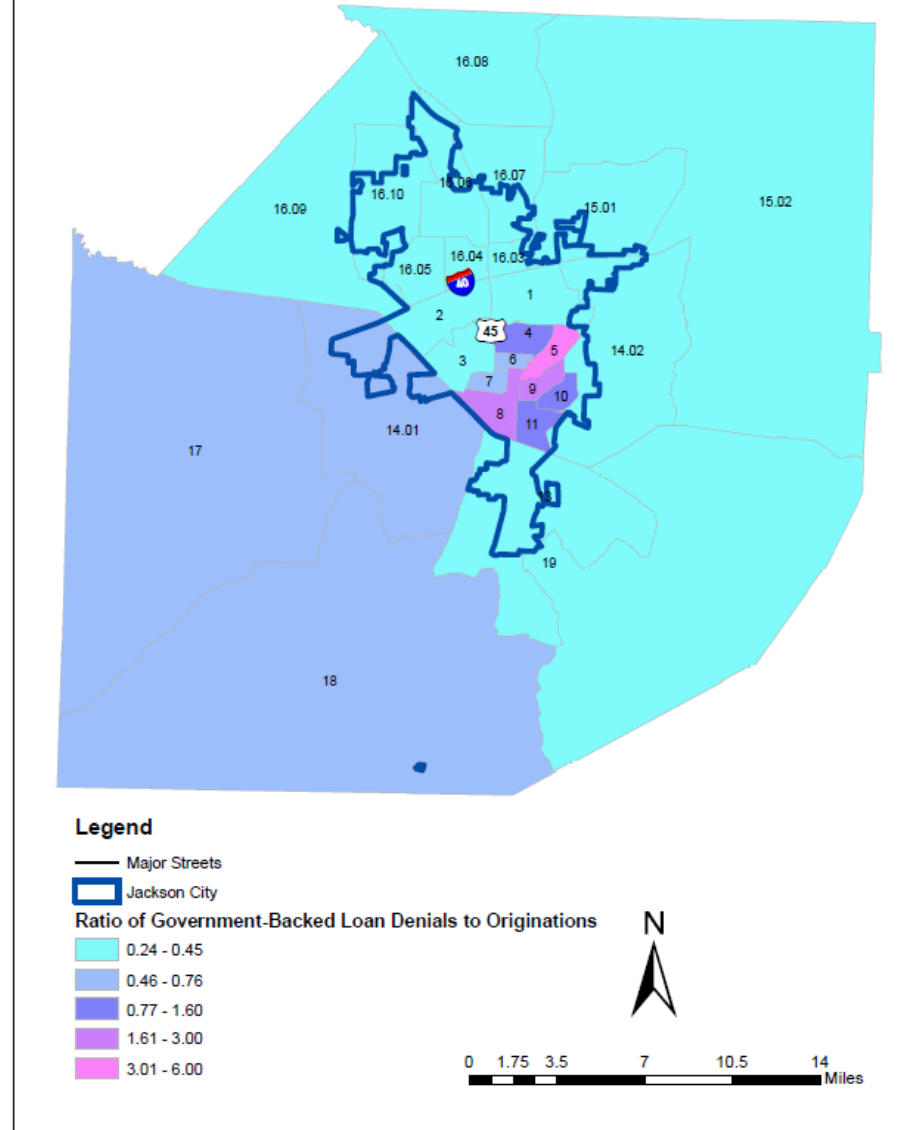 16.08
16.09
16.10
16.06
16.07
15.01
15.02
16.05
16.04
16.03
40
1
2
45
4
5
14.02
3
6
7
9
10
8
11
14.01
17
13
19
18
Legend
Major Streets
Jackson City
Ratio of Government-Backed Loan Denials to Originations
0.24 - 0.45
0.46 - 0.76
0.77 - 1.60
1.61 - 3.00
3.01 - 6.00
N
0 1.75 3.5 7 10.5 14
Miles